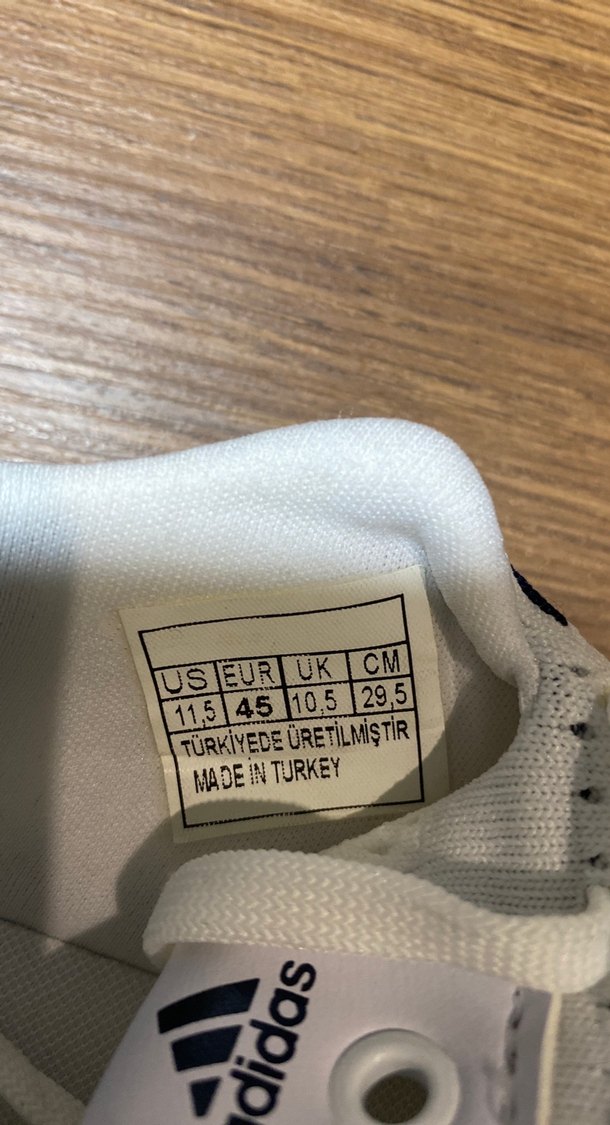 US EUR UK CM
11,5 45 10,5 29,5
TÜRKİYEDE ÜRETİLMİŞTİR
MADE İN TURKEY
adidas